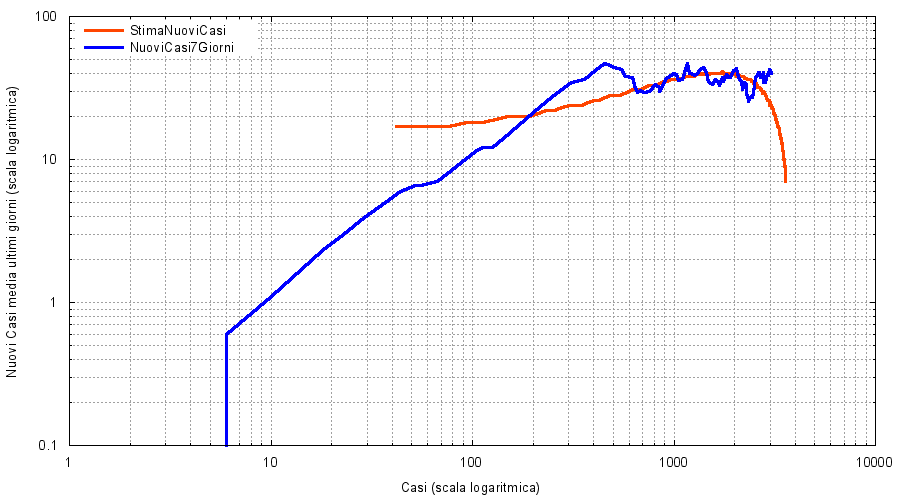 StimaNuoviCasi
NuoviCasi7Giorni
Nuovi Casi media ultimi giorni (scala logaritmica)
100
10
1
0.1
1
10
100
1000
10000
Casi (scala logaritmica)